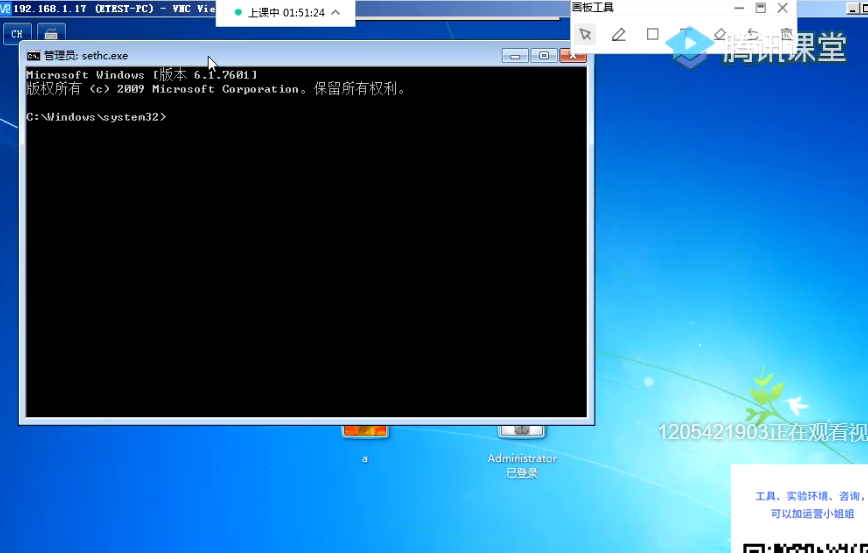 192.168.1.17 (ETEST-PC) - VNC Vie
上课中 01:51:24
画板工具
CH
腾讯课堂
管理员: sethc.exe
Microsoft Windows [版本 6.1.7601]
版权所有 (c) 2009 Microsoft Corporation。保留所有权利。
C:\Windows\system32>
1205421903正在观看视
a
Administrator
已登录
工具、实验环境、咨询，
可以加运营小姐姐